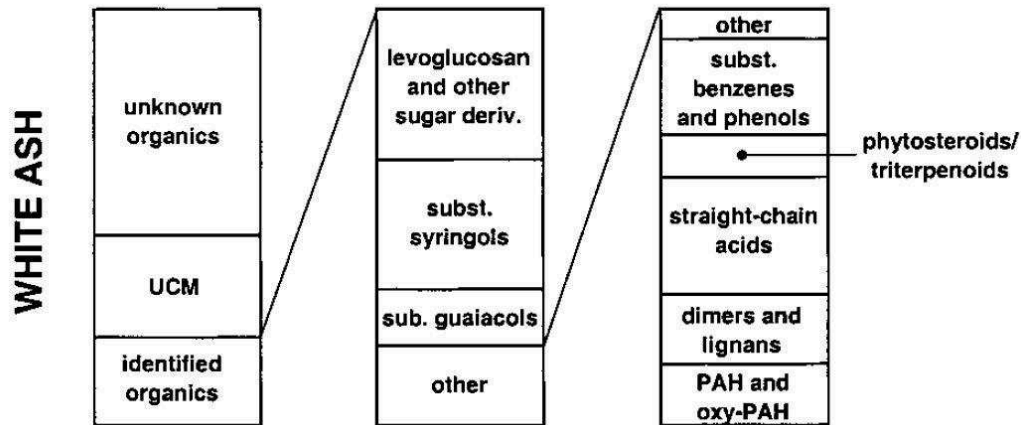 WHITE ASH
unknown
organics
UCM
identified
organics
levoglucosan
and other
sugar deriv.
subst.
syringols
sub. guaiacols
other
other
subst.
benzenes
and phenols
phytosteroids/
triterpenoids
straight-chain
acids
dimers and
lignans
PAH and
oxy-PAH